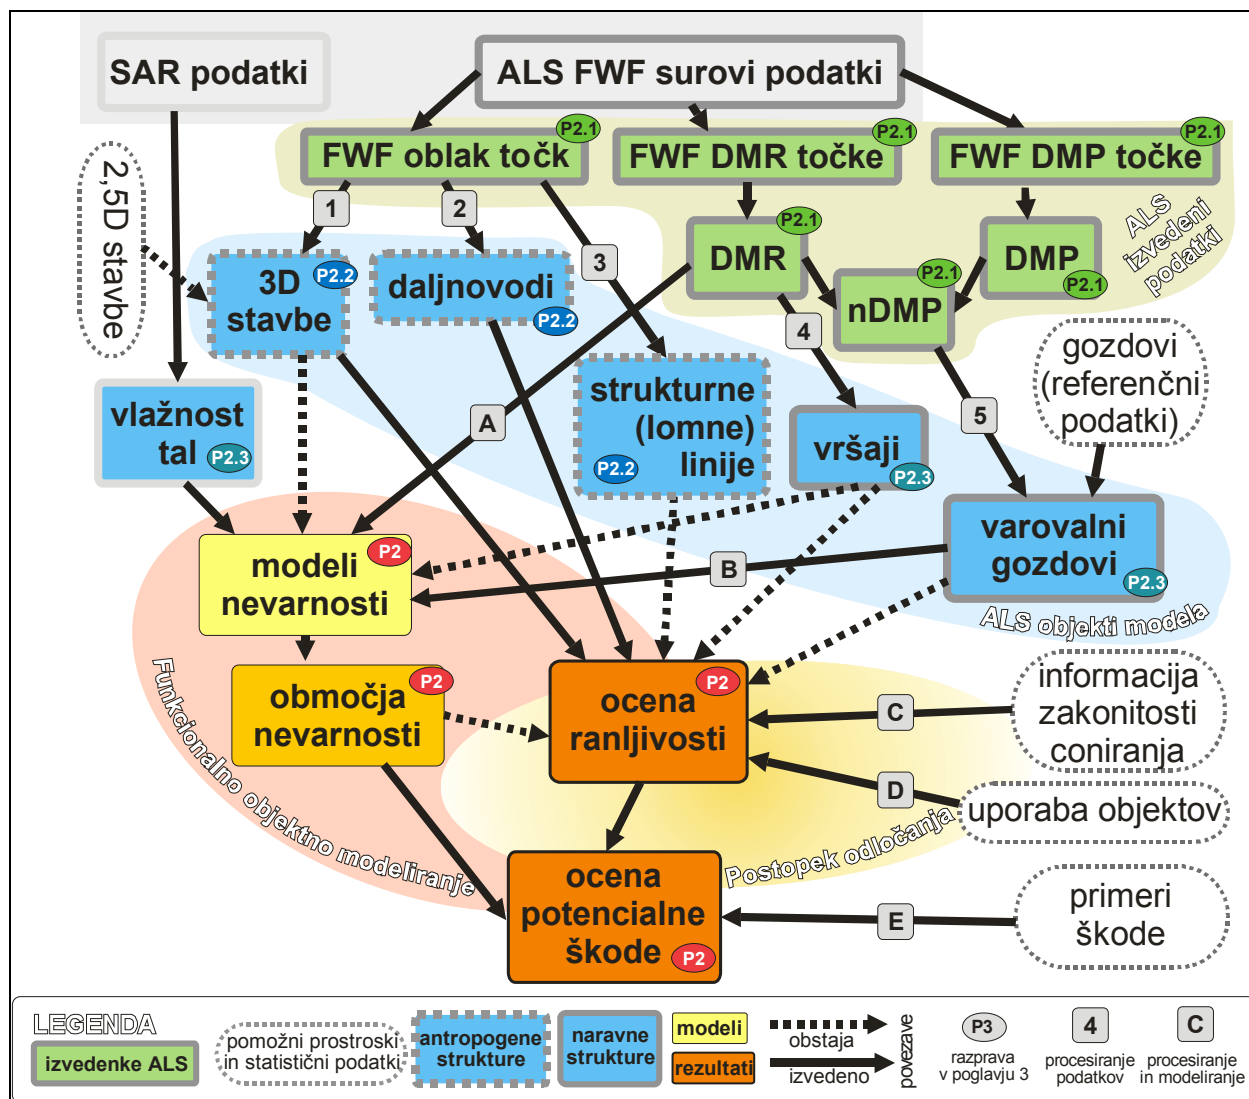 SAR podatki
ALS FWF surovi podatki
P2.1
P2.1
P2.1
FWF oblak točk
FWF DMR točke
FWF DMP točke
2,5D stavbe
1
2
3
ALS
izvedeni
podatki
P2.1
DMR
P2.1
DMP
P2.1
nDMP
P2.2
3D
stavbe
daljnovodi
P2.2
4
gozdovi
(referenčni
podatki)
vlažnost
tal
P2.3
A
strukturne
(lomne)
linije
P2.2
vršaji
P2.3
5
varovalni
gozdovi
P2.3
P2
modeli
nevarnosti
B
ALS objekti modela
P2
območja
nevarnosti
P2
ocena
ranljivosti
C
informacija
zakonitosti
coniranja
D
uporaba objektov
Funkcionalno objektno modeliranje
Postopek odločanja
ocena
potencialne
škode
P2
E
primeri
škode
LEGENDA
izvedenke ALS
pomožni prostroski
in statistični podatki
antropogene
strukture
naravne
strukture
modeli
rezultati
obstaja
izvedeno
povezave
P3
razprava
v poglavju 3
4
procesiranje
podatkov
C
procesiranje
in modeliranje